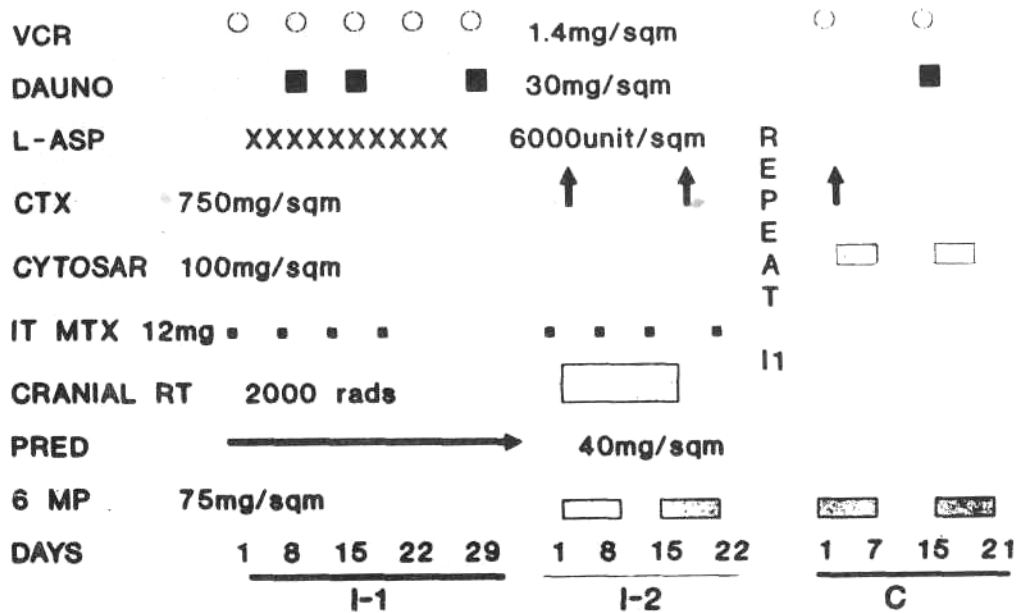 VCR 1.4mg/sqm
DAUNO 30mg/sqm
L-ASP XXXXXXXXXX 6000unit/sqm
REPEAT I1
CTX 750mg/sqm
CYTOSAR 100mg/sqm
IT MTX 12mg
CRANIAL RT 2000 rads
PRED 40mg/sqm
6 MP 75mg/sqm
DAYS 1 8 15 22 29 1 8 15 22 1 7 15 21
I-1 I-2 C